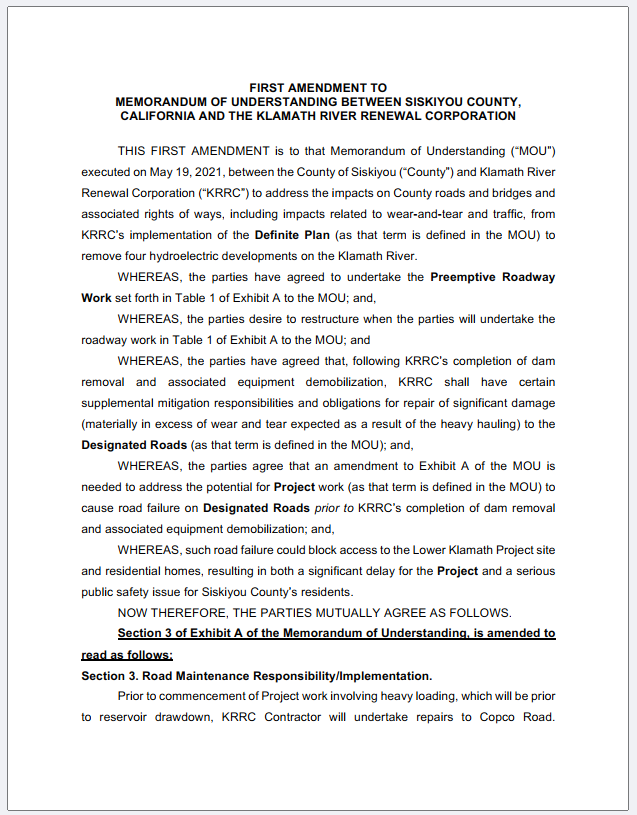 FIRST AMENDMENT TO
MEMORANDUM OF UNDERSTANDING BETWEEN SISKIYOU COUNTY,
CALIFORNIA AND THE KLAMATH RIVER RENEWAL CORPORATION
THIS FIRST AMENDMENT is to that Memorandum of Understanding (“MOU”)
executed on May 19, 2021, between the County of Siskiyou (“County”) and Klamath River
Renewal Corporation (“KRRC”) to address the impacts on County roads and bridges and
associated rights of ways, including impacts related to wear-and-tear and traffic, from
KRRC’s implementation of the Definite Plan (as that term is defined in the MOU) to
remove four hydroelectric developments on the Klamath River.
WHEREAS, the parties have agreed to undertake the Preemptive Roadway
Work set forth in Table 1 of Exhibit A to the MOU; and,
WHEREAS, the parties desire to restructure when the parties will undertake the
roadway work in Table 1 of Exhibit A to the MOU; and
WHEREAS, the parties have agreed that, following KRRC’s completion of dam
removal and associated equipment demobilization, KRRC shall have certain
supplemental mitigation responsibilities and obligations for repair of significant damage
(materially in excess of wear and tear expected as a result of the heavy hauling) to the
Designated Roads (as that term is defined in the MOU); and,
WHEREAS, the parties agree that an amendment to Exhibit A of the MOU is
needed to address the potential for Project work (as that term is defined in the MOU) to
cause road failure on Designated Roads prior to KRRC’s completion of dam removal
and associated equipment demobilization; and,
WHEREAS, such road failure could block access to the Lower Klamath Project site
and residential homes, resulting in both a significant delay for the Project and a serious
public safety issue for Siskiyou County’s residents.
NOW THEREFORE, THE PARTIES MUTUALLY AGREE AS FOLLOWS.
Section 3 of Exhibit A of the Memorandum of Understanding, is amended to
read as follows:
Section 3. Road Maintenance Responsibility/Implementation.
Prior to commencement of Project work involving heavy loading, which will be prior
to reservoir drawdown, KRRC Contractor will undertake repairs to Copco Road.